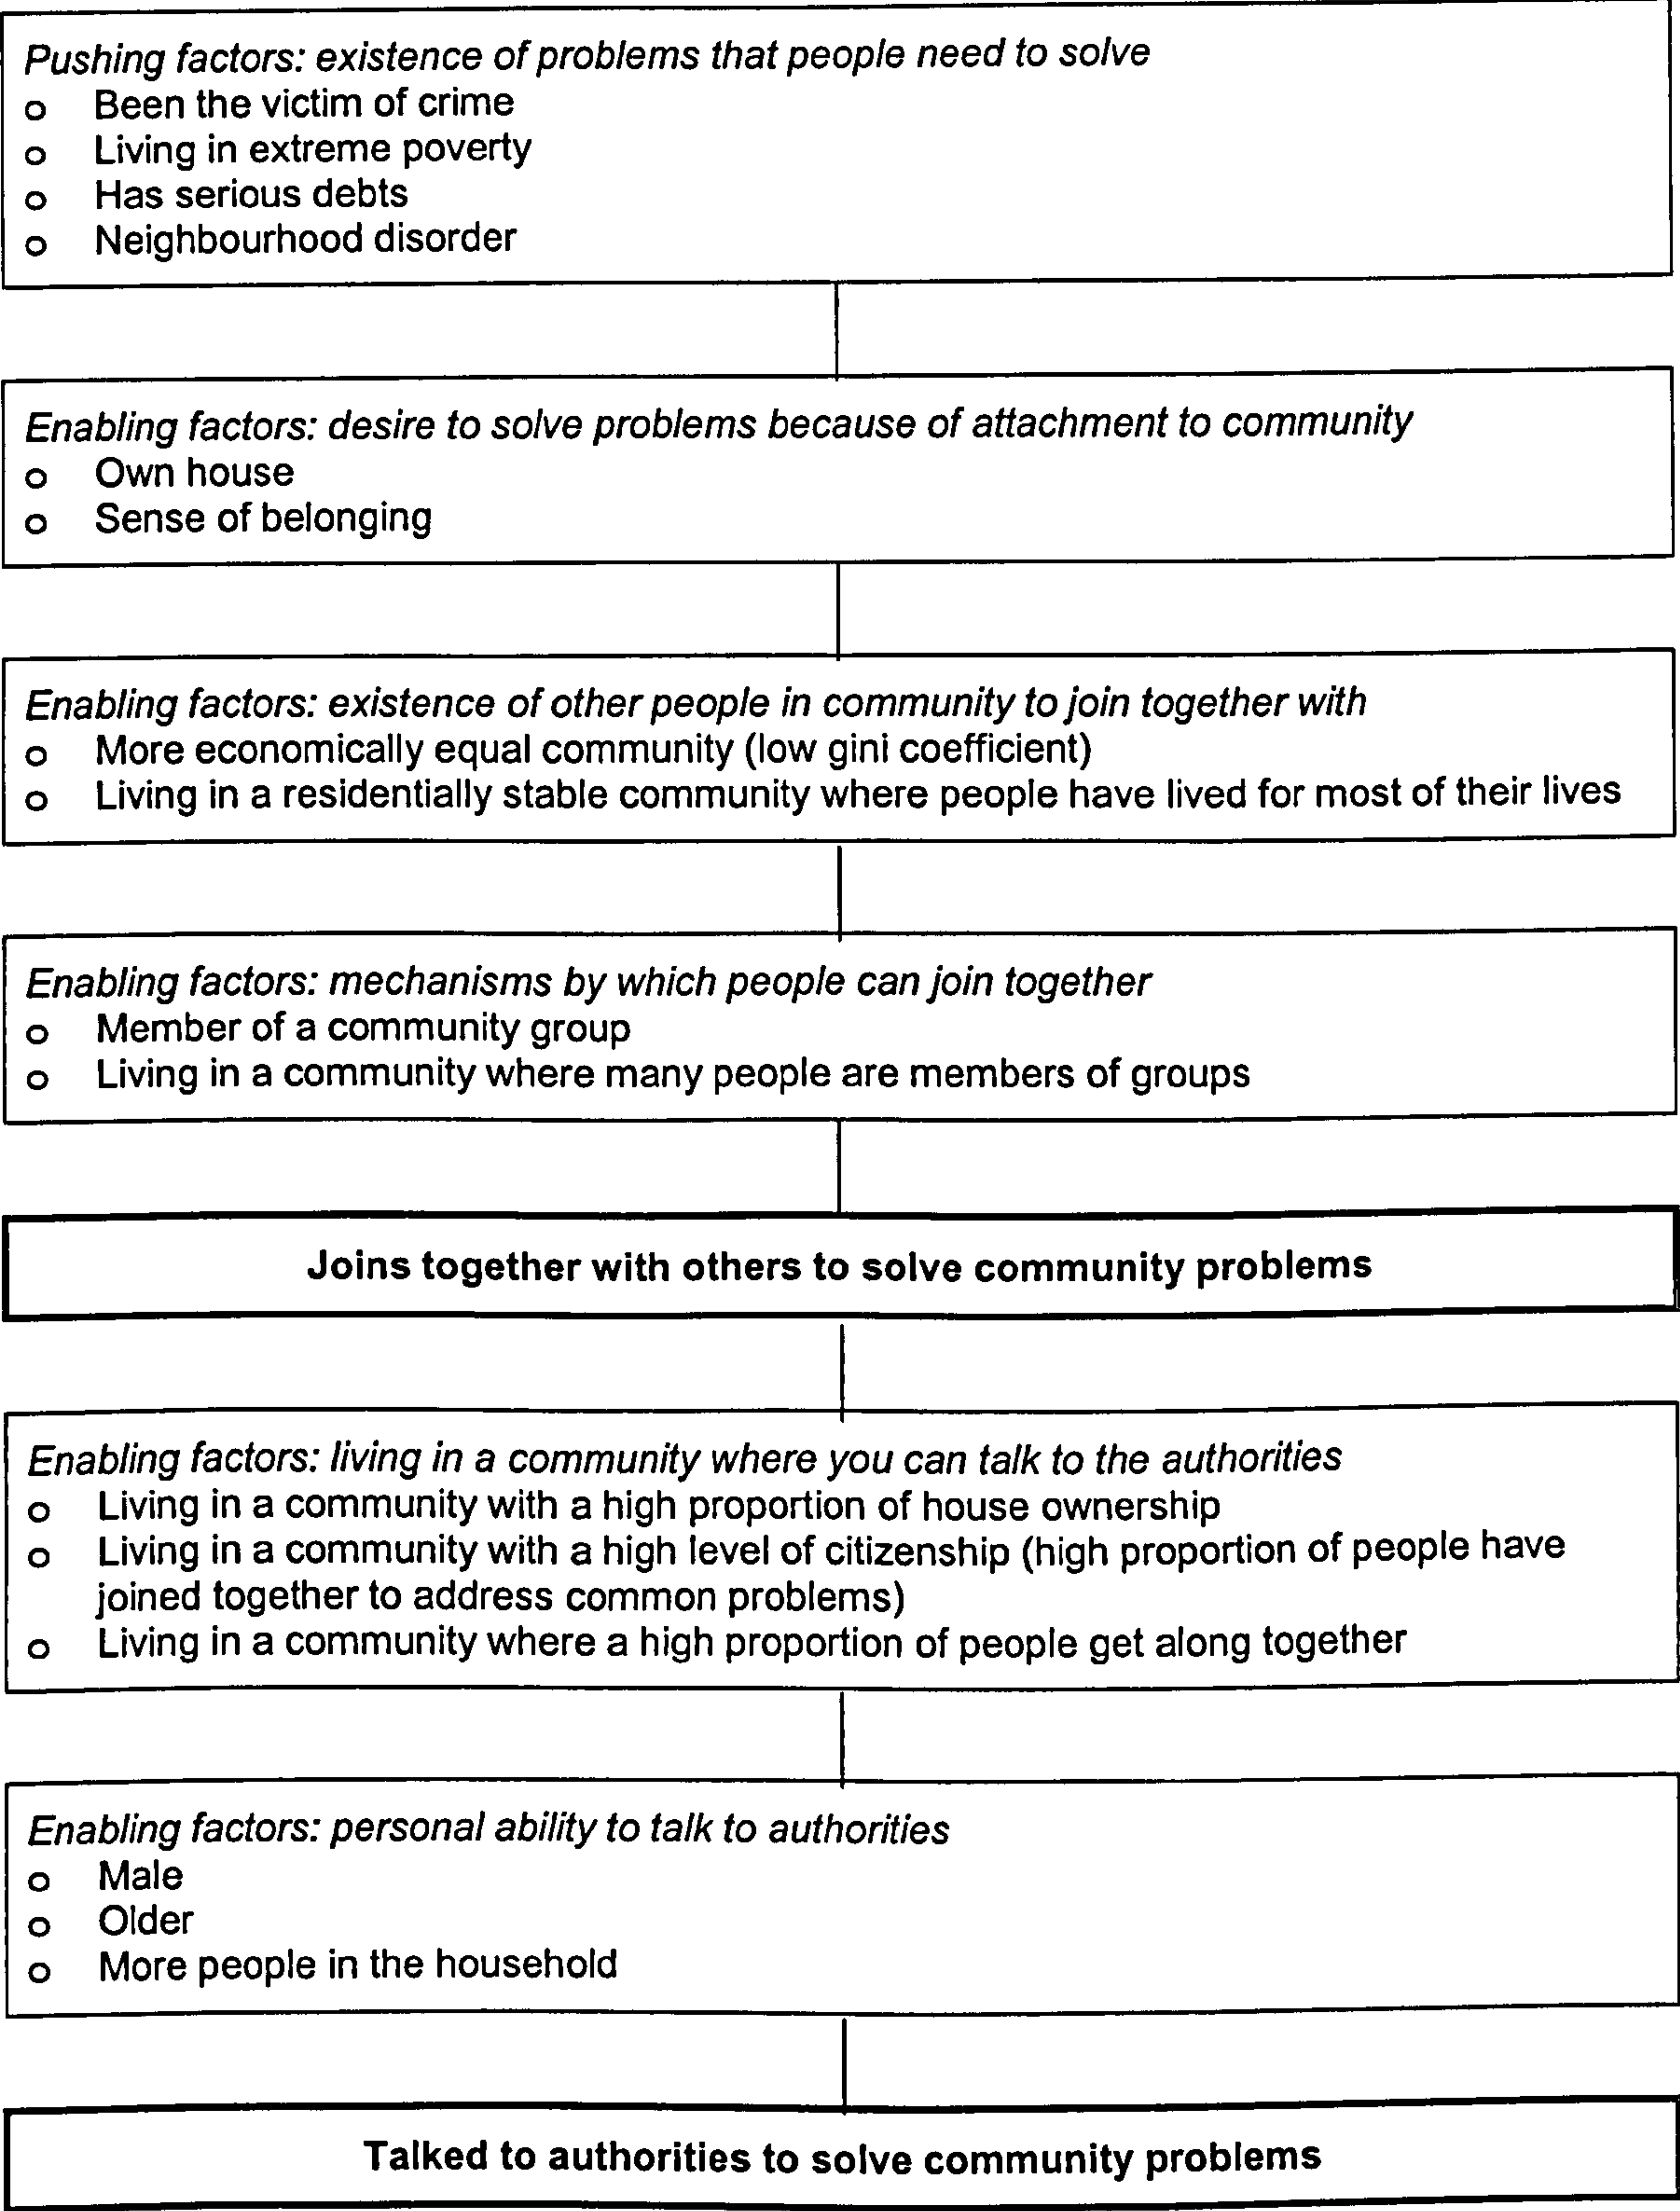 Pushing factors: existence of problems that people need to solve
o Been the victim of crime
o Living in extreme poverty
o Has serious debts
o Neighbourhood disorder
Enabling factors: desire to solve problems because of attachment to community
o Own house
o Sense of belonging
Enabling factors: existence of other people in community to join together with
o More economically equal community (low gini coefficient)
o Living in a residentially stable community where people have lived for most of their lives
Enabling factors: mechanisms by which people can join together
o Member of a community group
o Living in a community where many people are members of groups
Joins together with others to solve community problems
Enabling factors: living in a community where you can talk to the authorities
o Living in a community with a high proportion of house ownership
o Living in a community with a high level of citizenship (high proportion of people have
joined together to address common problems)
o Living in a community where a high proportion of people get along together
Enabling factors: personal ability to talk to authorities
o Male
o Older
o More people in the household
Talked to authorities to solve community problems